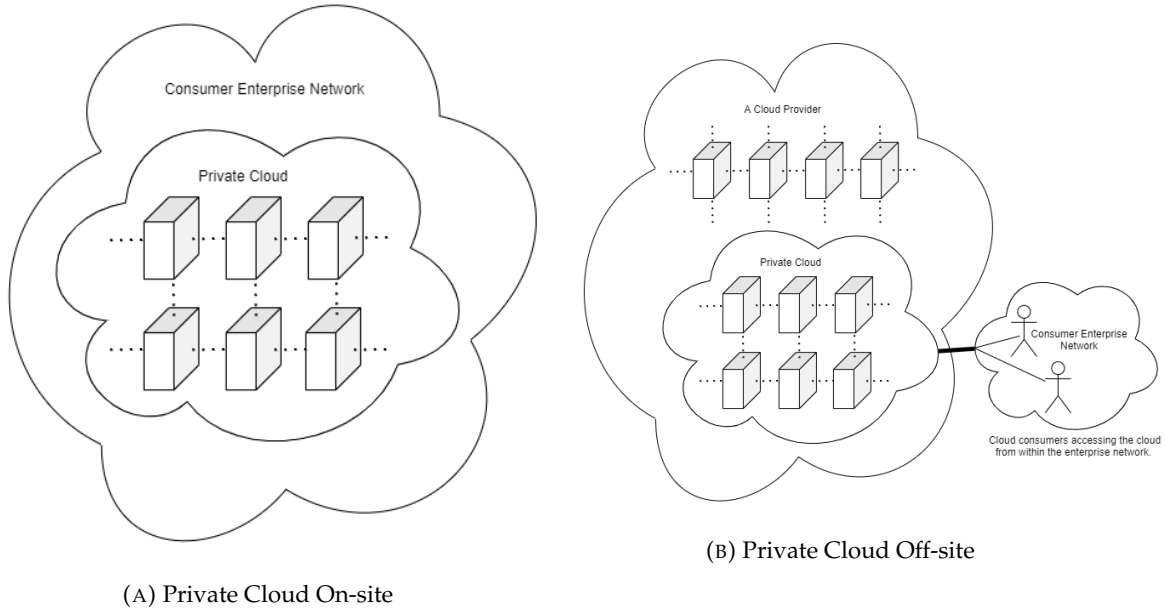 Consumer Enterprise Network
Private Cloud
(A) Private Cloud On-site
A Cloud Provider
Private Cloud
Consumer Enterprise
Network
Cloud consumers accessing the cloud
from within the enterprise network.
(B) Private Cloud Off-site